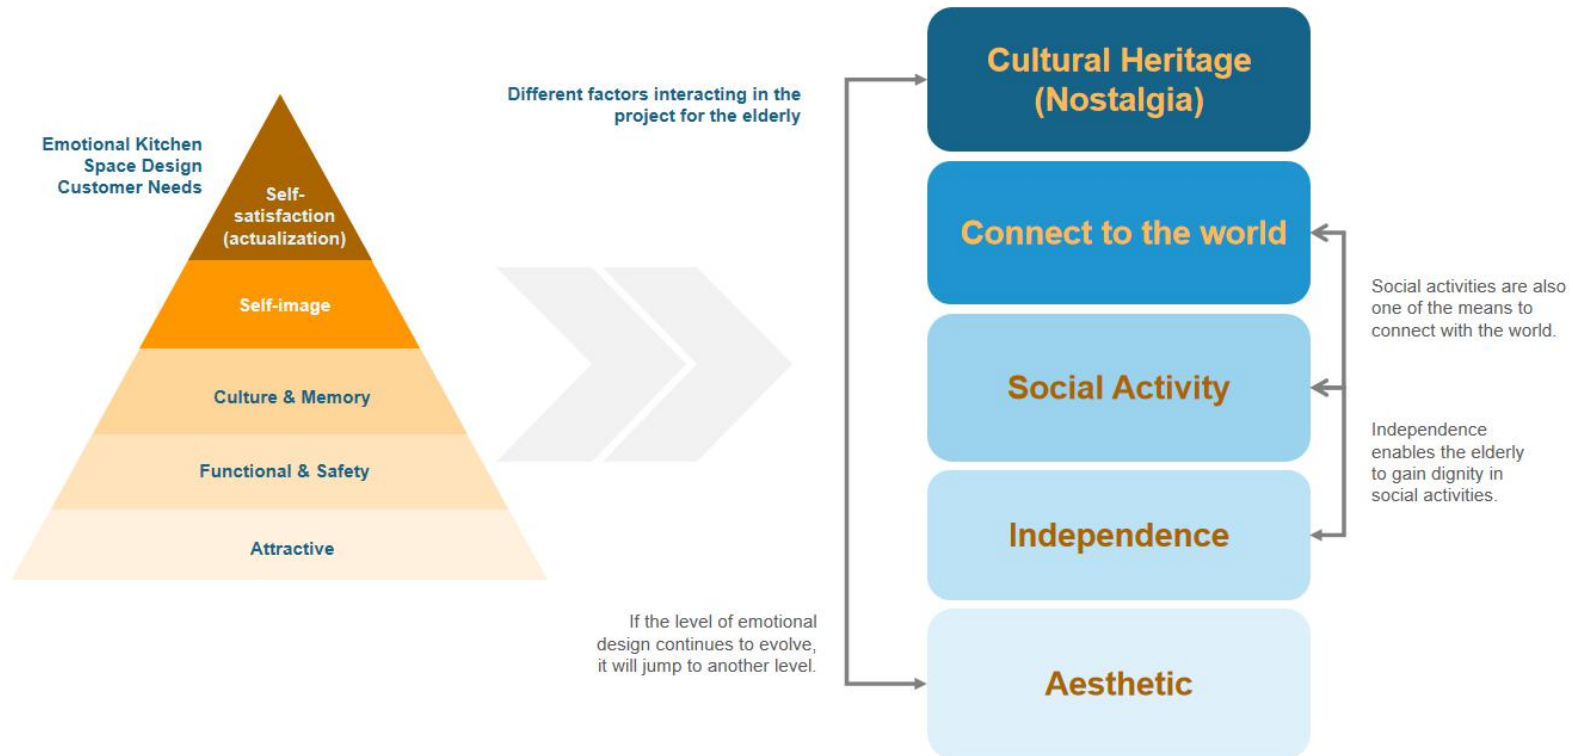 Emotional Kitchen
Space Design
Customer Needs
Self-
satisfaction
(actualization)
Self-image
Culture & Memory
Functional & Safety
Attractive
Different factors interacting in the
project for the elderly
If the level of emotional
design continues to evolve,
it will jump to another level.
Cultural Heritage
(Nostalgia)
Connect to the world
Social Activity
Independence
Aesthetic
Social activities are also
one of the means to
connect with the world.
Independence
enables the elderly
to gain dignity in
social activities.